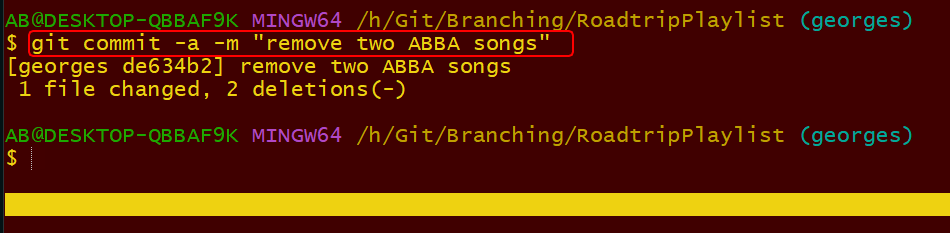 AB@DESKTOP-QBBAF9K MINGW64 /h/Git/Branching/RoadtripPlaylist (georges)
$ git commit -a -m "remove two ABBA songs"
[georges de634b2] remove two ABBA songs
 1 file changed, 2 deletions(-)
AB@DESKTOP-QBBAF9K MINGW64 /h/Git/Branching/RoadtripPlaylist (georges)
$